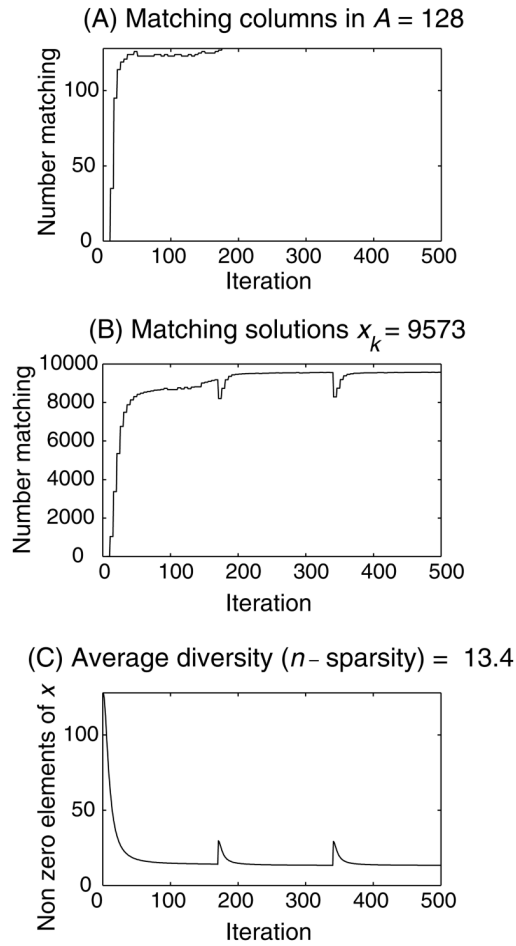 (A) Matching columns in A = 128
Number matching
100
50
0
0 100 200 300 400 500
Iteration
(B) Matching solutions xk = 9573
Number matching
10000
8000
6000
4000
2000
0
0 100 200 300 400 500
Iteration
(C) Average diversity (n – sparsity) = 13.4
Non zero elements of x
100
50
0
0 100 200 300 400 500
Iteration